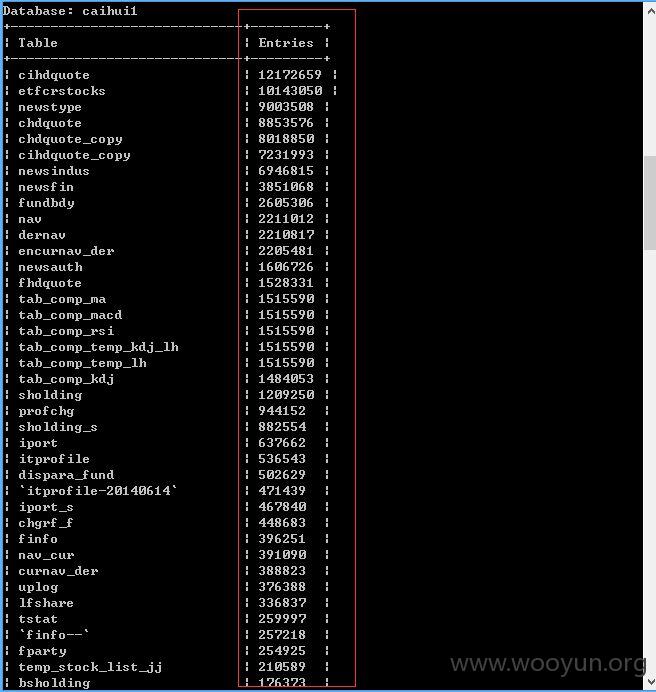 Database: caihui1
+------------------------------+----------+
| Table | Entries |
+------------------------------+----------+
| cihdquote | 12172659 |
| etfcrstocks | 10143050 |
| newstype | 9003508 |
| chdquote | 8853576 |
| chdquote_copy | 8018850 |
| cihdquote_copy | 7231993 |
| newsindus | 6946815 |
| newsfin | 3851068 |
| fundbdy | 2605306 |
| nav | 2211012 |
| dernav | 2210817 |
| encurnav_der | 2205481 |
| newsauth | 1606726 |
| fhdquote | 1528331 |
| tab_comp_ma | 1515590 |
| tab_comp_macd | 1515590 |
| tab_comp_rsi | 1515590 |
| tab_comp_temp_kdj_lh | 1515590 |
| tab_comp_temp_lh | 1515590 |
| tab_comp_kdj | 1484053 |
| sholding | 1209250 |
| profchg | 944152 |
| sholding_s | 882554 |
| iport | 637662 |
| itprofile | 536543 |
| dispara_fund | 502629 |
| `itprofile-20140614` | 471439 |
| iport_s | 467840 |
| chgrf_f | 448683 |
| finfo | 396251 |
| nav_cur | 391090 |
| curnav_der | 388823 |
| uplog | 376388 |
| lfshare | 336837 |
| tstat | 259997 |
| `finfo--` | 257218 |
| fparty | 254925 |
| temp_stock_list_jj | 210589 |
| bsholding | 176373 |
www.wooyun.org